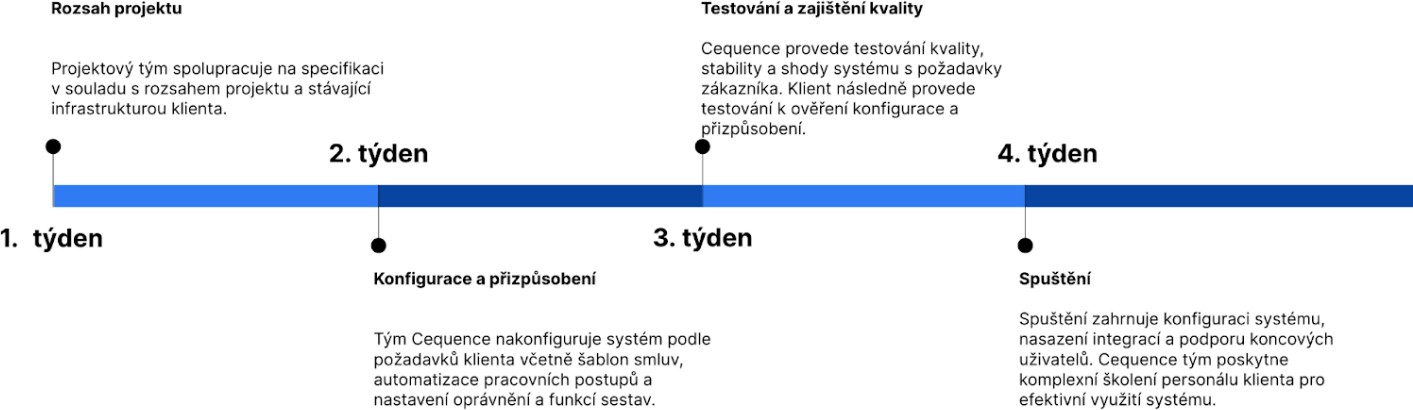 Rozsah projektu
Projektový tým spolupracuje na specifikaci
v souladu s rozsahem projektu a stávající
infrastrukturou klienta.
1. týden
2. týden
Konfigurace a přizpůsobení
Tým Cequence nakonfiguruje systém podle
požadavků klienta včetně šablon smluv,
automatizace pracovních postupů a
nastavení oprávnění a funkcí sestav.
Testování a zajištění kvality
Cequence provede testování kvality,
stability a shody systému s požadavky
zákazníka. Klient následně provede
testování k ověření konfigurace a
přizpůsobení.
3. týden
4. týden
Spuštění
Spuštění zahrnuje konfiguraci systému,
nasazení integrací a podporu koncových
uživatelů. Cequence tým poskytne
komplexní školení personálu klienta pro
efektivní využití systému.